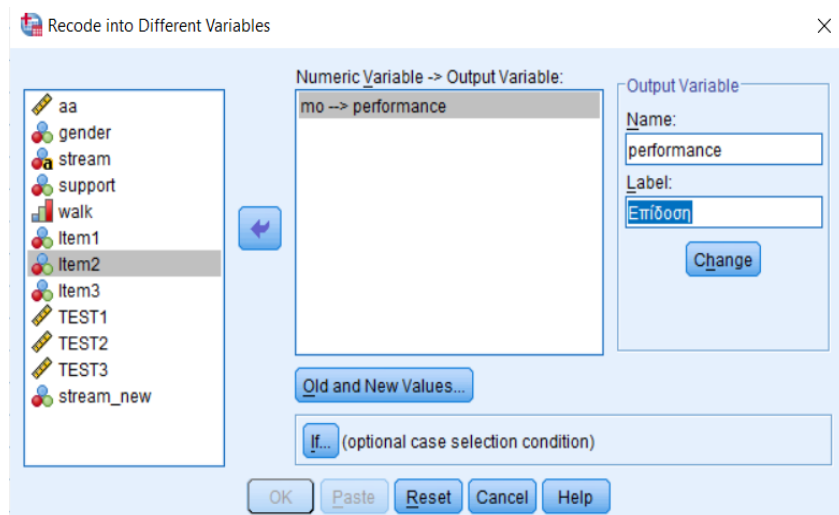 Recode into Different Variables
aa
gender
stream
support
walk
Item1
Item2
Item3
TEST1
TEST2
TEST3
stream_new
Numeric Variable -> Output Variable:
mo --> performance
Output Variable
Name:
performance
Label:
Επίδοση
Change
Old and New Values...
If... (optional case selection condition)
OK Paste Reset Cancel Help